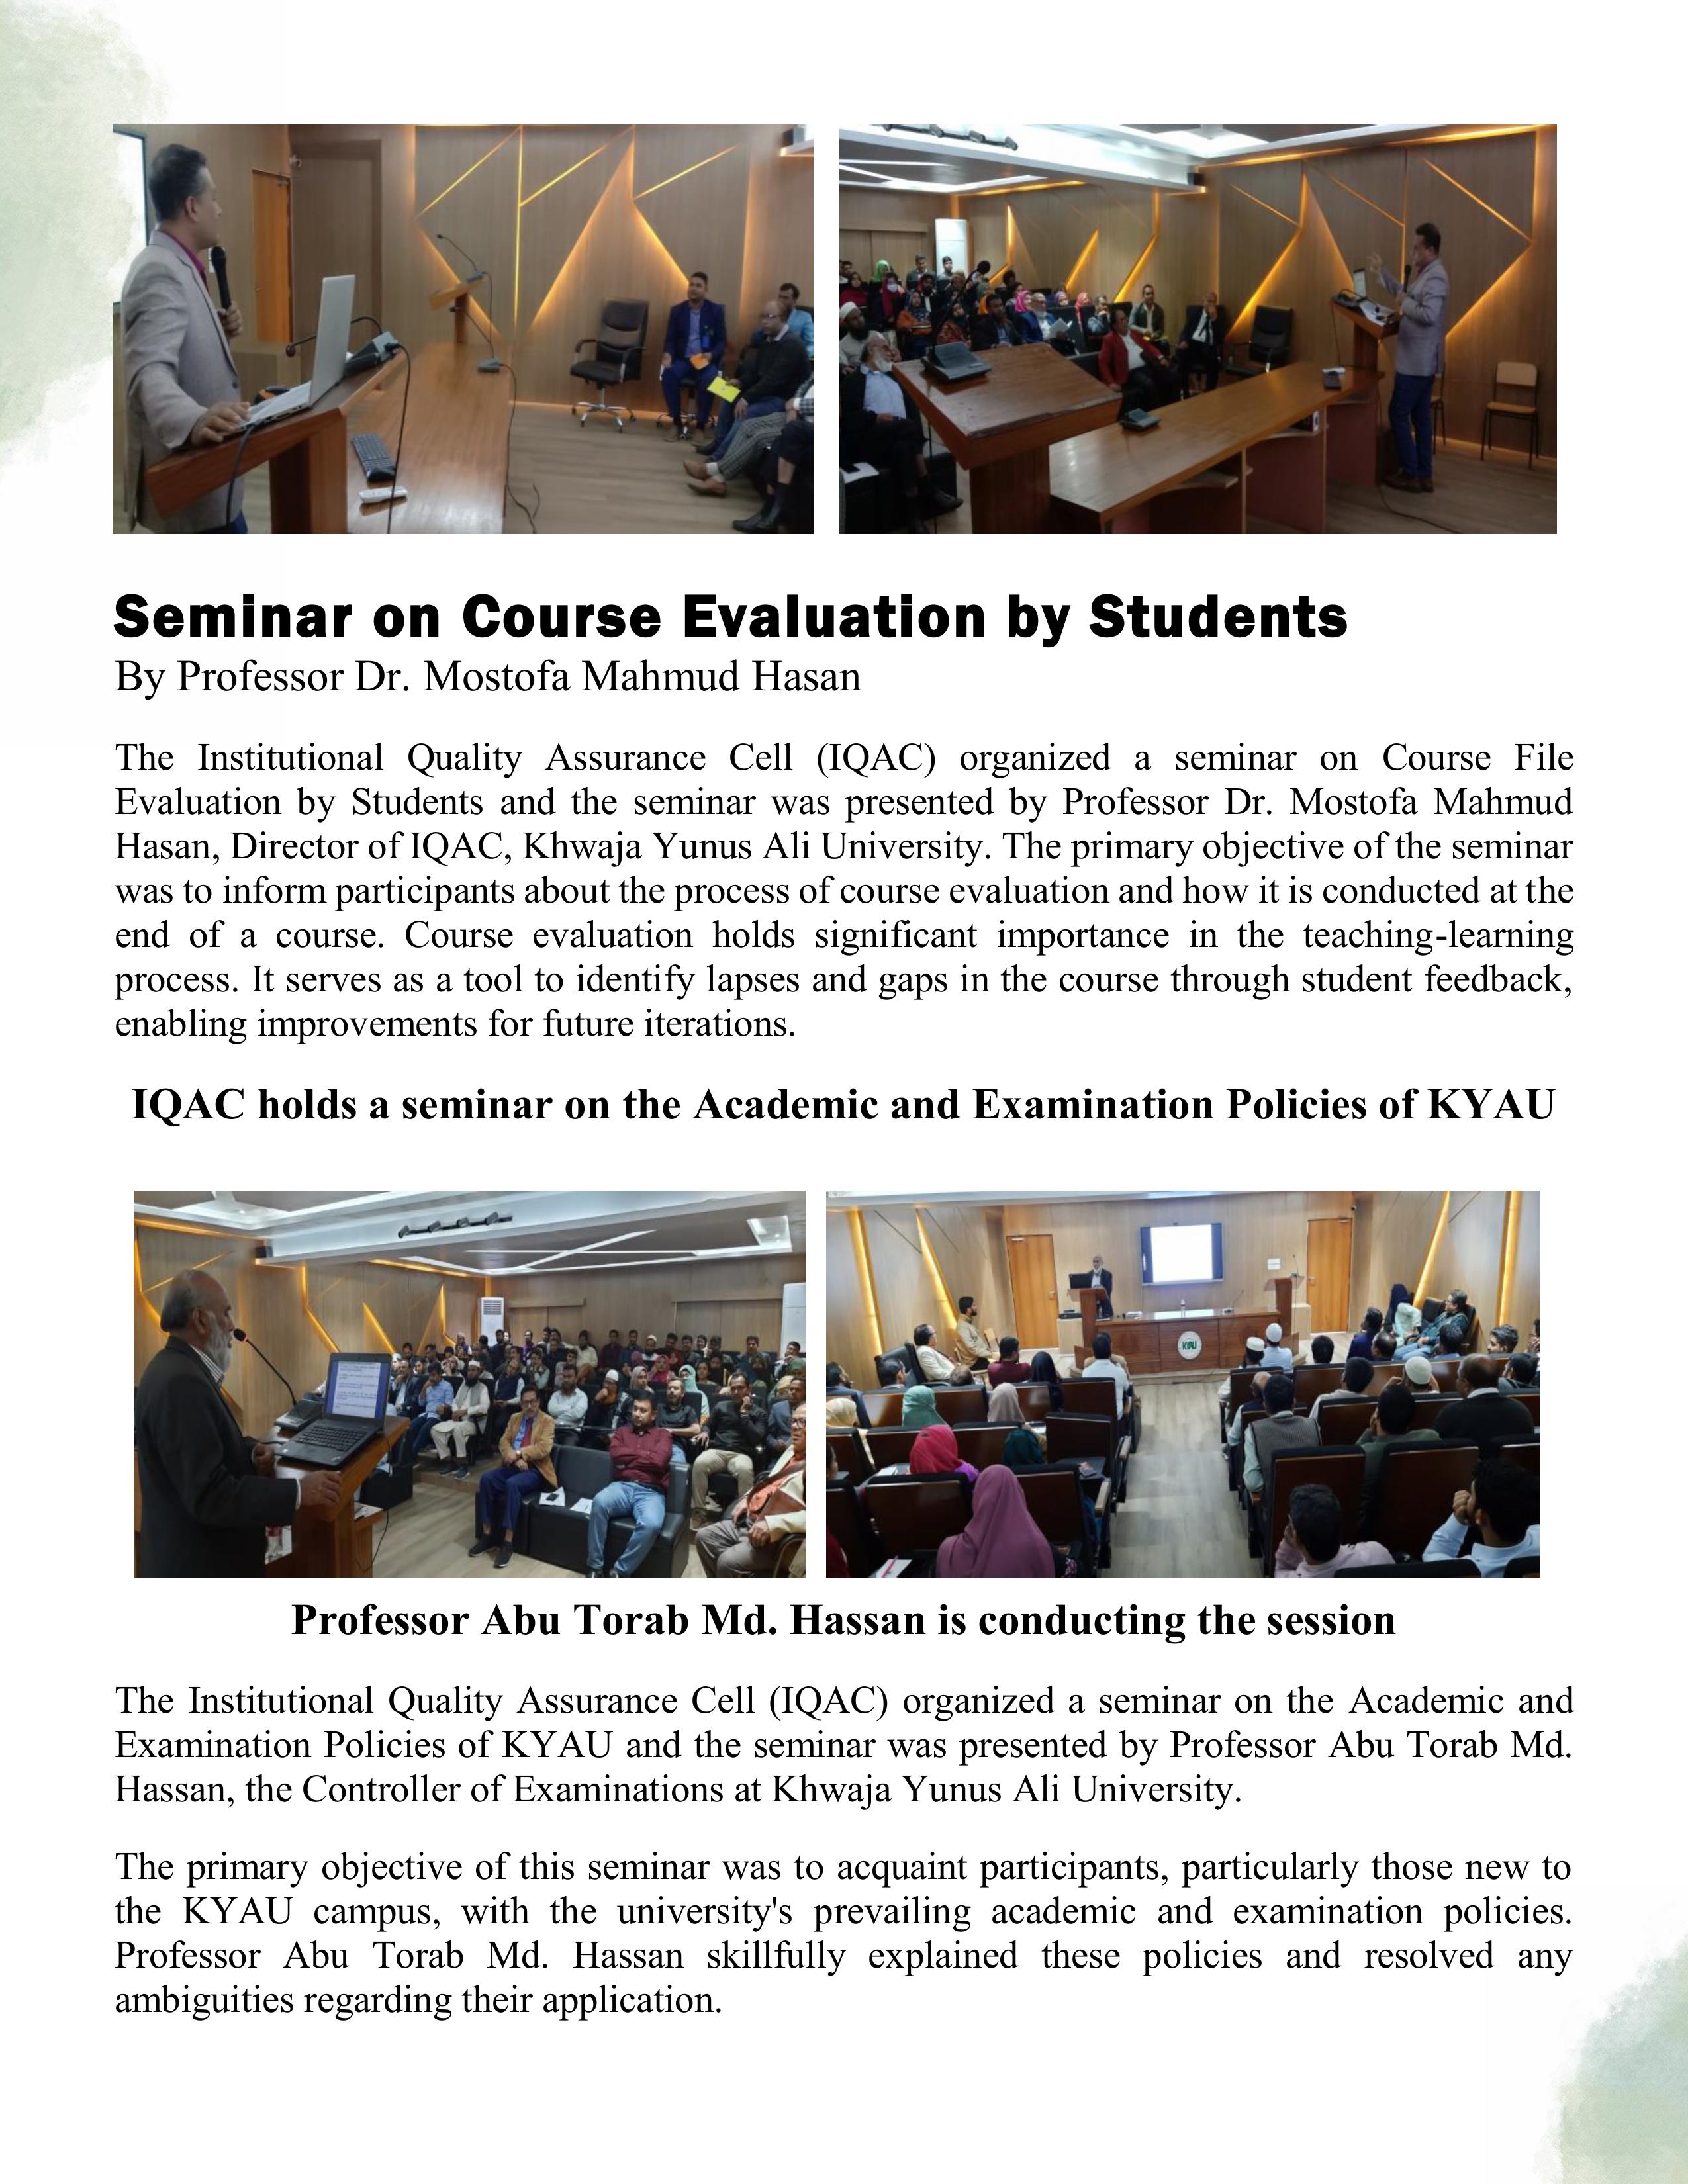 Seminar on Course Evaluation by Students
By Professor Dr. Mostofa Mahmud Hasan
The Institutional Quality Assurance Cell (IQAC) organized a seminar on Course File
Evaluation by Students and the seminar was presented by Professor Dr. Mostofa Mahmud
Hasan, Director of IQAC, Khwaja Yunus Ali University. The primary objective of the seminar
was to inform participants about the process of course evaluation and how it is conducted at the
end of a course. Course evaluation holds significant importance in the teaching-learning
process. It serves as a tool to identify lapses and gaps in the course through student feedback,
enabling improvements for future iterations.
IQAC holds a seminar on the Academic and Examination Policies of KYAU
KYAU
Professor Abu Torab Md. Hassan is conducting the session
The Institutional Quality Assurance Cell (IQAC) organized a seminar on the Academic and
Examination Policies of KYAU and the seminar was presented by Professor Abu Torab Md.
Hassan, the Controller of Examinations at Khwaja Yunus Ali University.
The primary objective of this seminar was to acquaint participants, particularly those new to
the KYAU campus, with the university's prevailing academic and examination policies.
Professor Abu Torab Md. Hassan skillfully explained these policies and resolved any
ambiguities regarding their application.